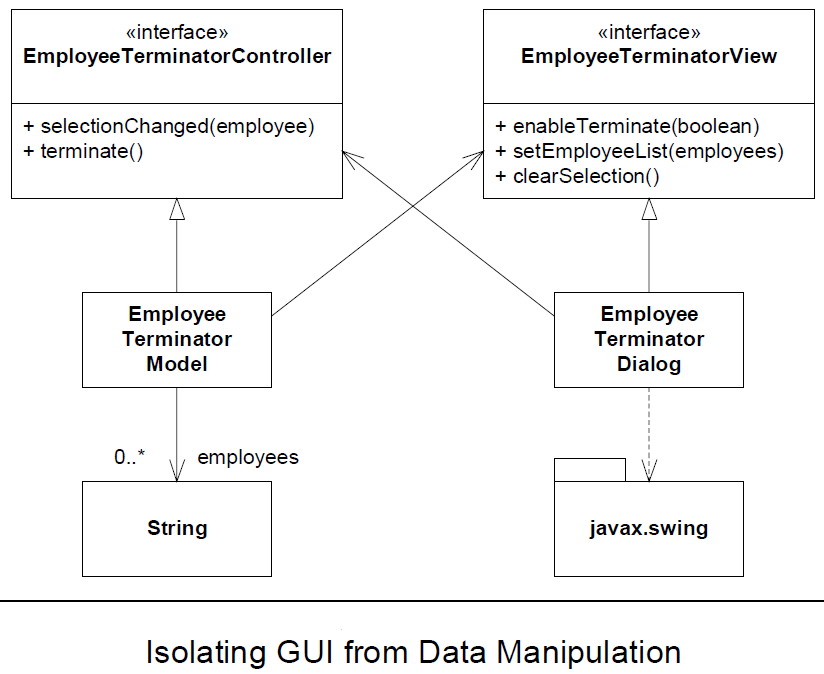 «interface»
EmployeeTerminatorController
+ selectionChanged(employee)
+ terminate()
«interface»
EmployeeTerminatorView
+ enableTerminate(boolean)
+ setEmployeeList(employees)
+ clearSelection()
Employee
Terminator
Model
Employee
Terminator
Dialog
0..*
employees
String
javax.swing
Isolating GUI from Data Manipulation